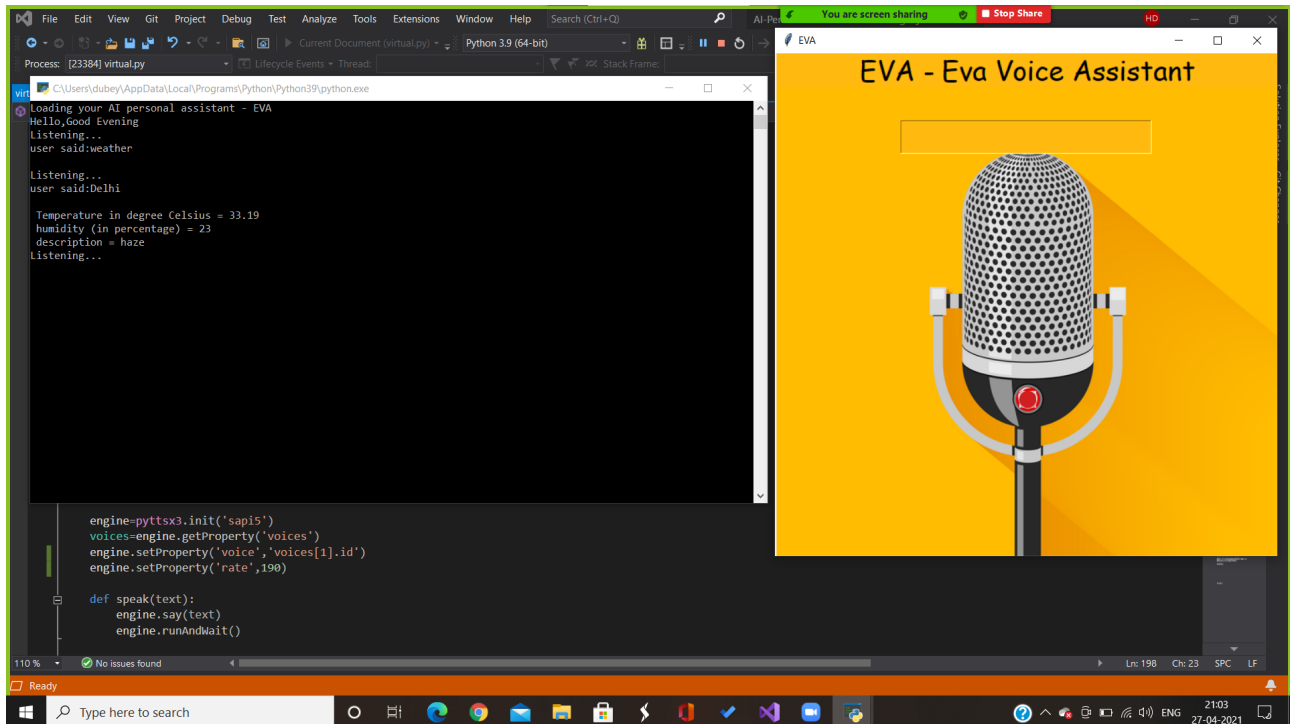 File Edit View Git Project Debug Test Analyze Tools Extensions Window Help Search (Ctrl+Q) AI-Pe
You are screen sharing Stop Share
HD
Current Document (virtual.py) Python 3.9 (64-bit)
Process: [23384] virtual.py Lifecycle Events Thread: Stack Frame:
virt
C:\Users\dubey\AppData\Local\Programs\Python\Python39\python.exe
Loading your AI personal assistant - EVA
Hello,Good Evening
Listening...
user said:weather
Listening...
user said:Delhi
Temperature in degree Celsius = 33.19
humidity (in percentage) = 23
description = haze
Listening...
EVA
EVA - Eva Voice Assistant
engine=pyttsx3.init('sapi5')
voices=engine.getProperty('voices')
engine.setProperty('voice','voices[1].id')
engine.setProperty('rate',190)
def speak(text):
engine.say(text)
engine.runAndWait()
110 % No issues found Ln: 198 Ch: 23 SPC LF
Ready
Type here to search
ENG
21:03
27-04-2021